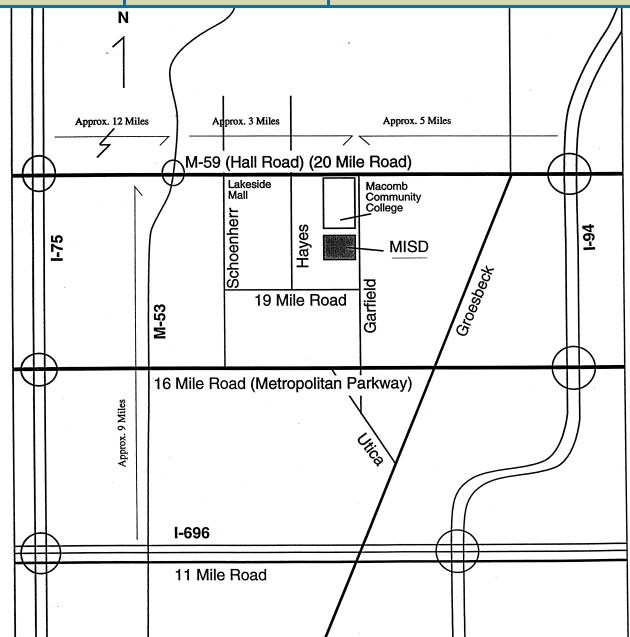 N
Approx. 12 Miles
Approx. 3 Miles
Approx. 5 Miles
M-59 (Hall Road) (20 Mile Road)
Lakeside
Mall
Macomb
Community
College
I-75
Schoenherr
Hayes
MISD
I-94
19 Mile Road
Garfield
Groesbeck
M-53
16 Mile Road (Metropolitan Parkway)
Approx. 9 Miles
Utica
I-696
11 Mile Road